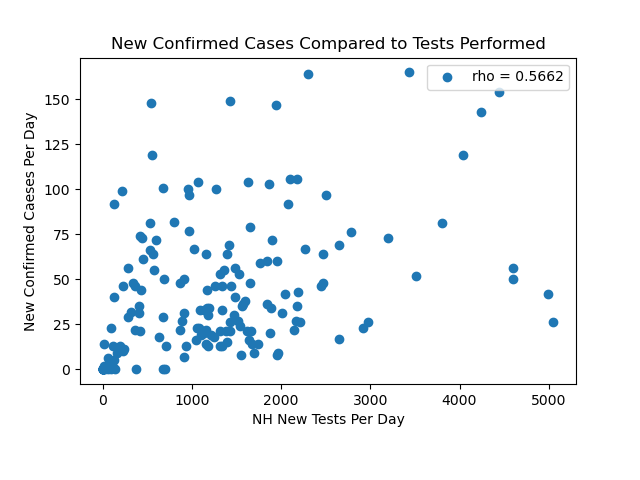 New Confirmed Cases Compared to Tests Performed
rho = 0.5662
150
125
100
75
50
25
0
New Confirmed Caeses Per Day
0 1000 2000 3000 4000 5000
NH New Tests Per Day